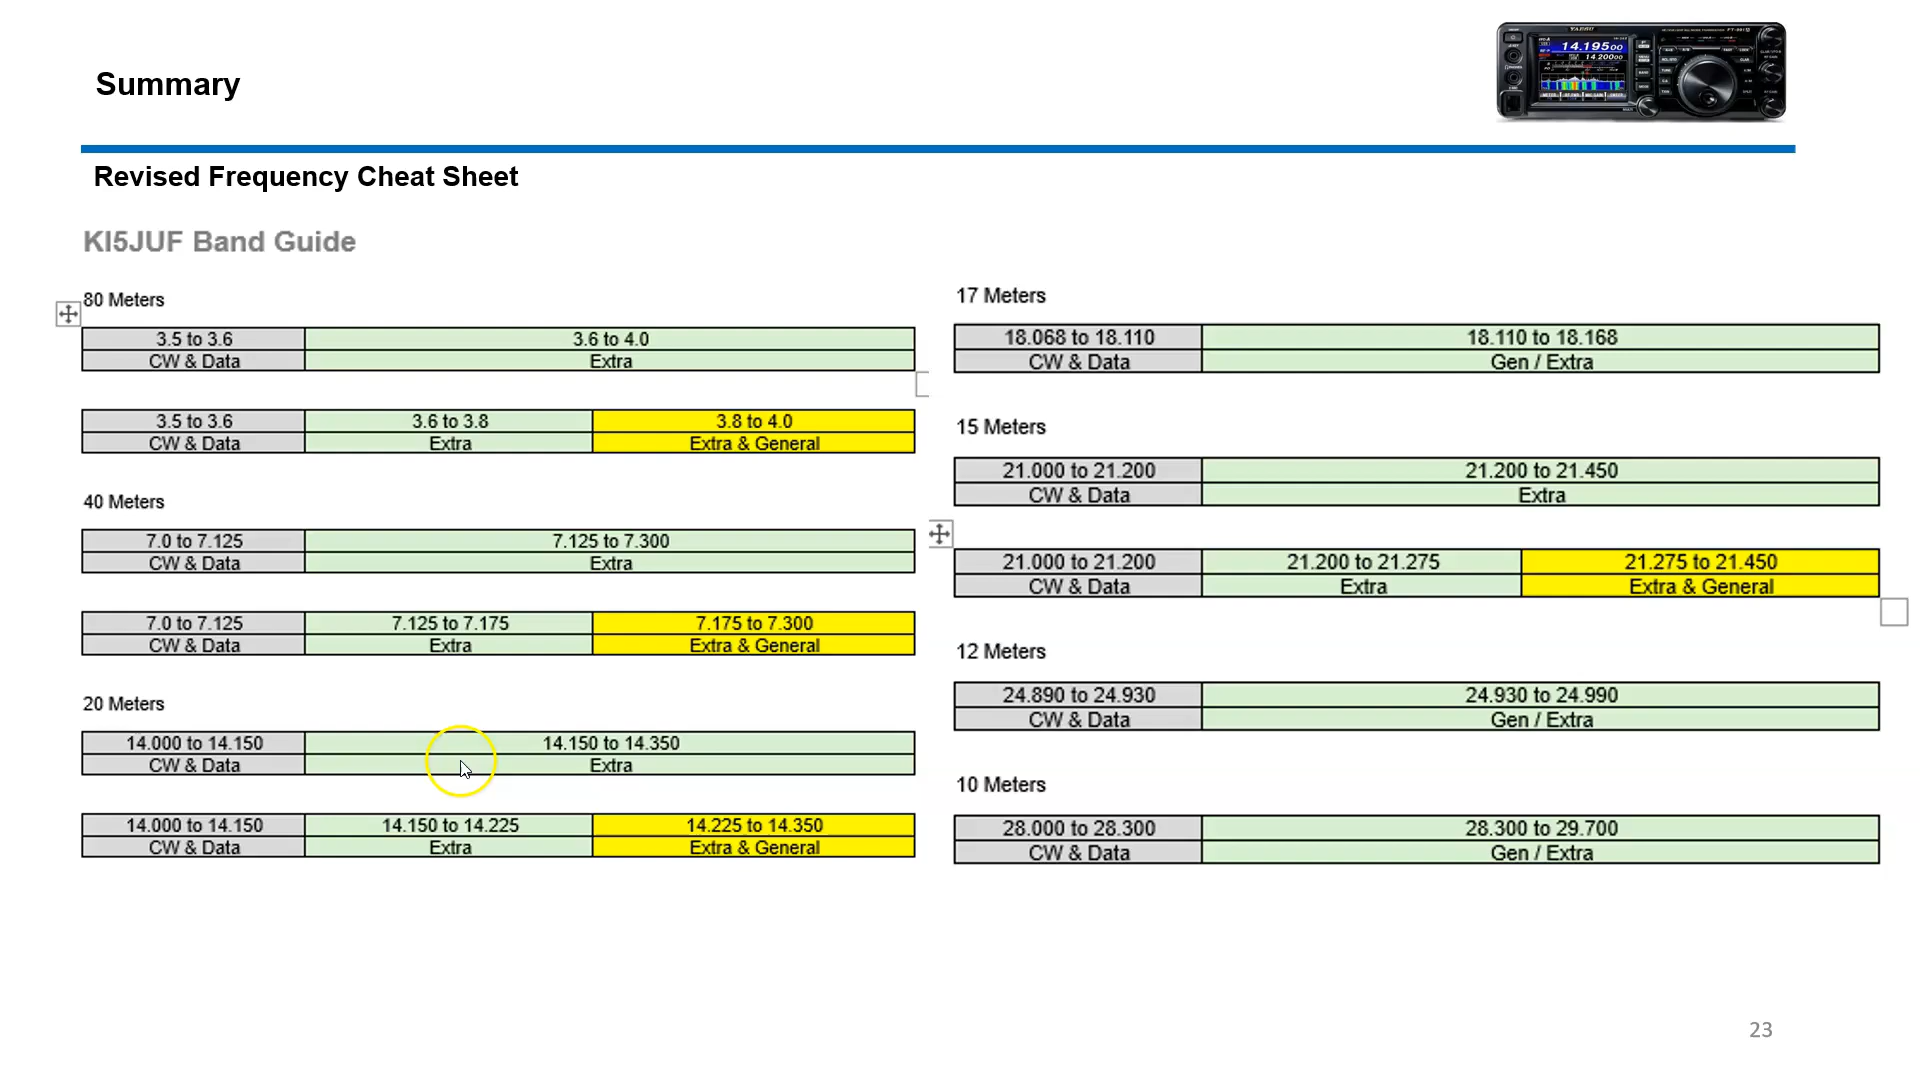 Summary
YAESU
14.19500
14 20000
Revised Frequency Cheat Sheet
KI5JUF Band Guide
80 Meters
3.5 to 3.6 3.6 to 4.0
CW & Data Extra
3.5 to 3.6 3.6 to 3.8 3.8 to 4.0
CW & Data Extra Extra & General
40 Meters
7.0 to 7.125 7.125 to 7.300
CW & Data Extra
7.0 to 7.125 7.125 to 7.175 7.175 to 7.300
CW & Data Extra Extra & General
20 Meters
14.000 to 14.150 14.150 to 14.350
CW & Data Extra
14.000 to 14.150 14.150 to 14.225 14.225 to 14.350
CW & Data Extra Extra & General
17 Meters
18.068 to 18.110 18.110 to 18.168
CW & Data Gen / Extra
15 Meters
21.000 to 21.200 21.200 to 21.450
CW & Data Extra
21.000 to 21.200 21.200 to 21.275 21.275 to 21.450
CW & Data Extra Extra & General
12 Meters
24.890 to 24.930 24.930 to 24.990
CW & Data Gen / Extra
10 Meters
28.000 to 28.300 28.300 to 29.700
CW & Data Gen / Extra
23